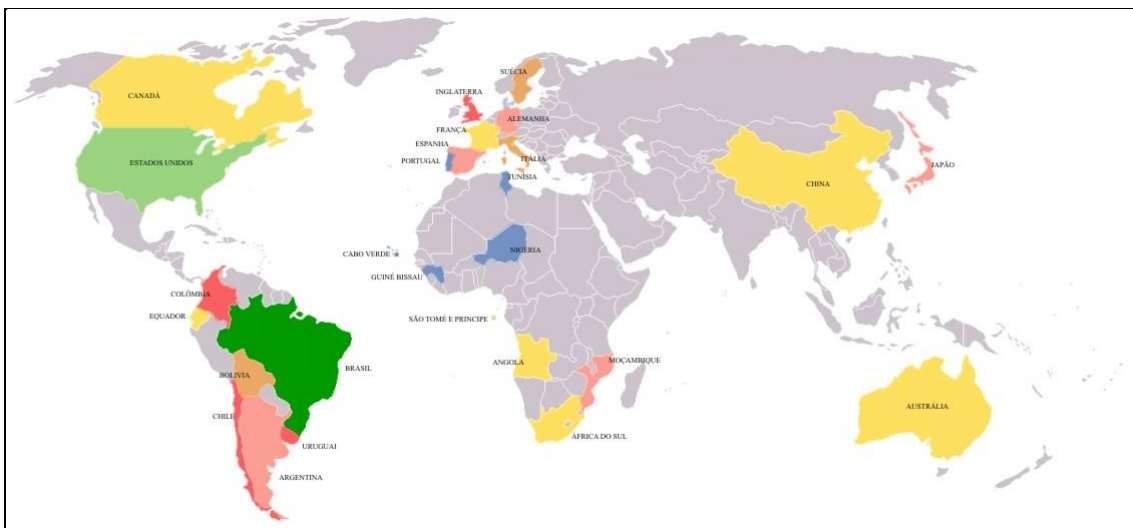 SUÉCIA
INGLATERRA
CANADÁ
ALEMANHA
FRANÇA
ESPANHA
ESTADOS UNIDOS
PORTUGAL
ITÁLIA
JAPÃO
TUNÍSIA
CHINA
NIGÉRIA
CABO VERDE
GUINÉ BISSAU
COLÔMBIA
EQUADOR
SÃO TOMÉ E PRINCIPE
ANGOLA
MOÇAMBIQUE
BRASIL
BOLIVIA
AUSTRÁLIA
CHILE
ÁFRICA DO SUL
URUGUAI
ARGENTINA